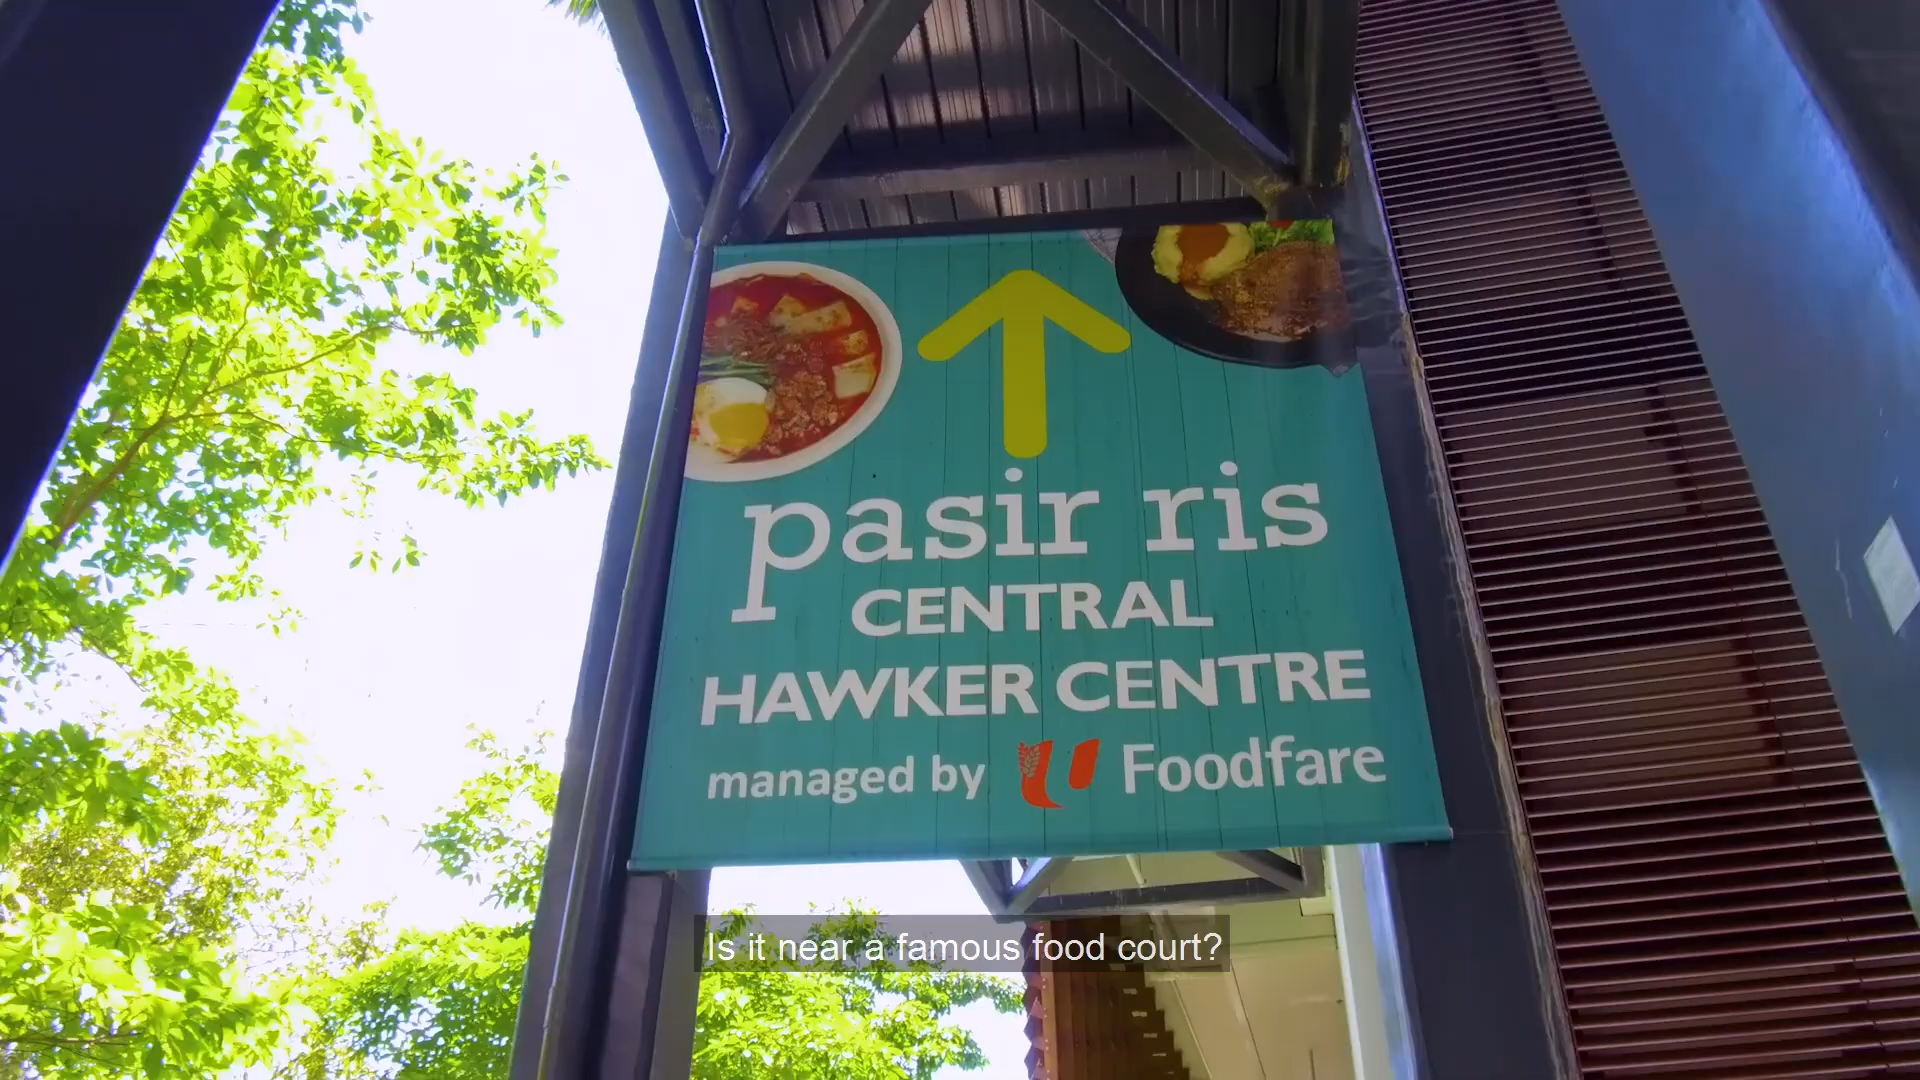 pasir ris
CENTRAL
HAWKER CENTRE
managed by Foodfare
Is it near a famous food court?